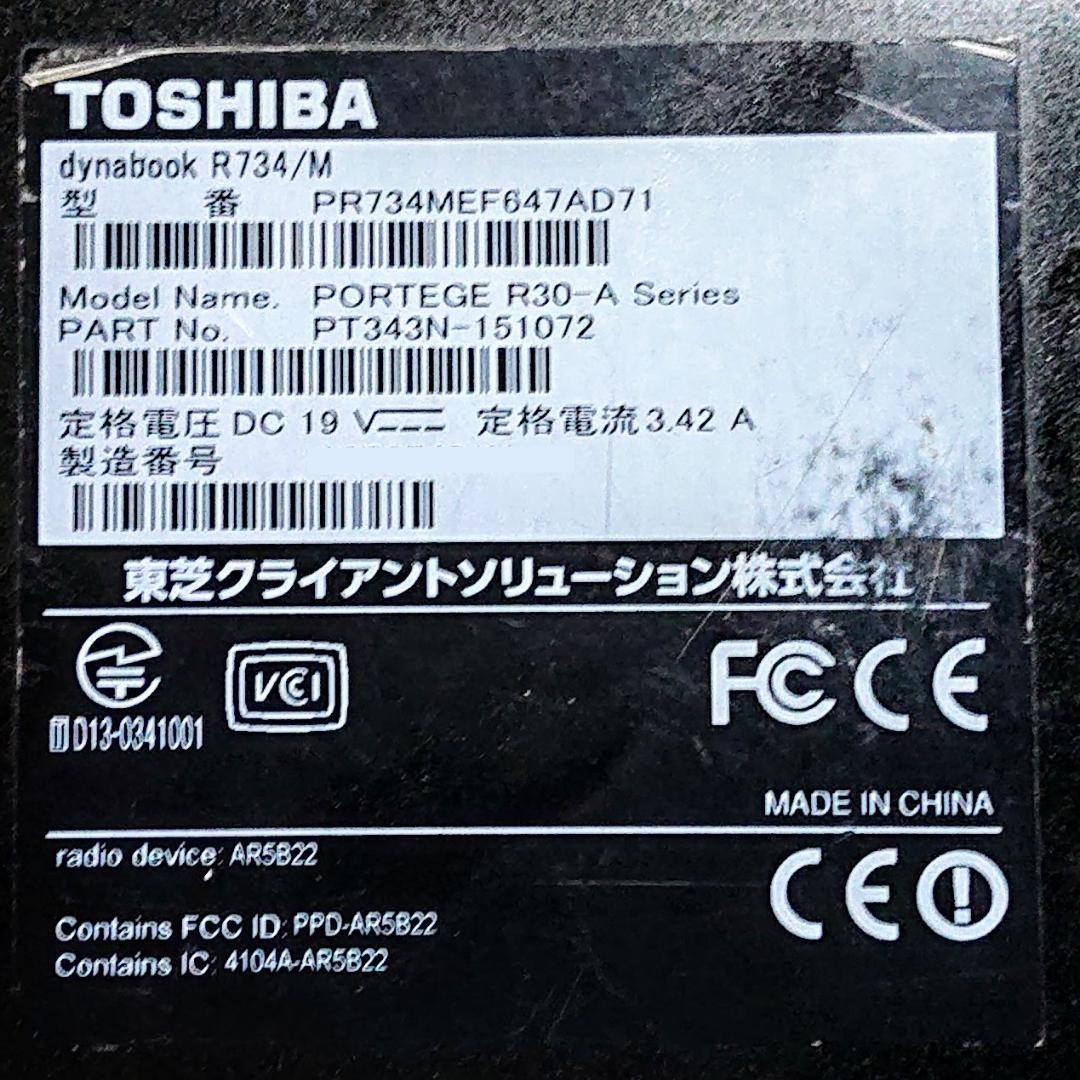 TOSHIBA
dynabook R734/M
型 番 PR734MEF647AD71
Model Name. PORTEGE R30-A Series
PART No. PT343N-151072
定格電圧 DC 19 V 定格電流 3.42 A
製造番号
東芝クライアントソリューション株式会社
VCCI FCC CE
D13-0341001
MADE IN CHINA
radio device: AR5B22
CE
Contains FCC ID: PPD-AR5B22
Contains IC: 4104A-AR5B22